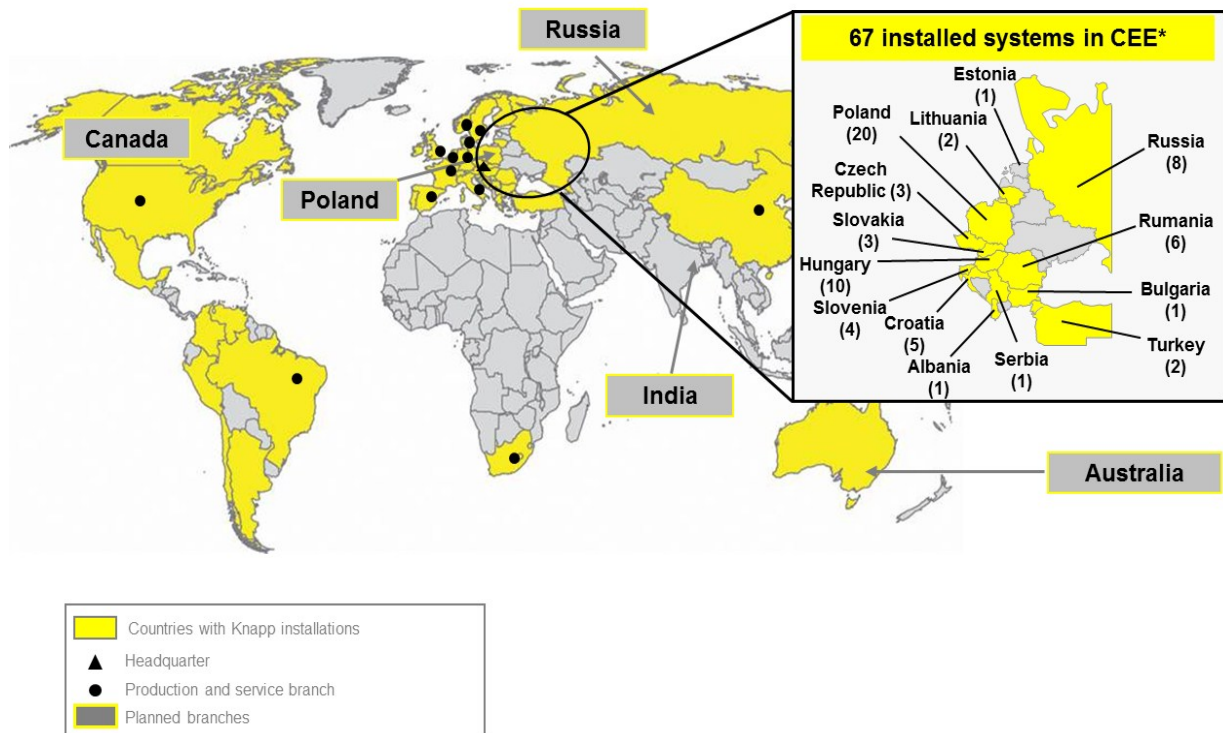 Russia
Canada
Poland
India
Australia
67 installed systems in CEE*
Estonia
(1)
Lithuania
(2)
Poland
(20)
Russia
(8)
Czech
Republic (3)
Slovakia
(3)
Rumania
(6)
Hungary
(10)
Slovenia
(4)
Croatia
(5)
Bulgaria
(1)
Albania
(1)
Serbia
(1)
Turkey
(2)
Countries with Knapp installations
Headquarter
Production and service branch
Planned branches